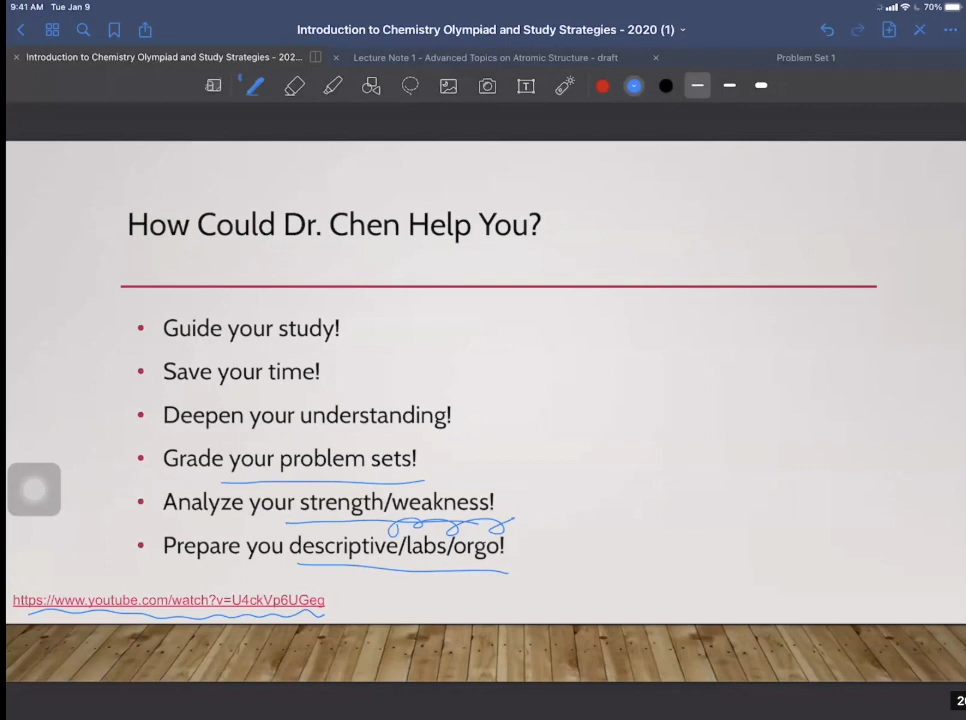 9:41 AM Tue Jan 9
70%
Introduction to Chemistry Olympiad and Study Strategies - 2020 (1)
Introduction to Chemistry Olympiad and Study Strategies - 202...
Lecture Note 1 - Advanced Topics on Atromic Structure - draft
Problem Set 1
How Could Dr. Chen Help You?
• Guide your study!
• Save your time!
• Deepen your understanding!
• Grade your problem sets!
• Analyze your strength/weakness!
• Prepare you descriptive/labs/orgo!
https://www.youtube.com/watch?v=U4ckVp6UGeg